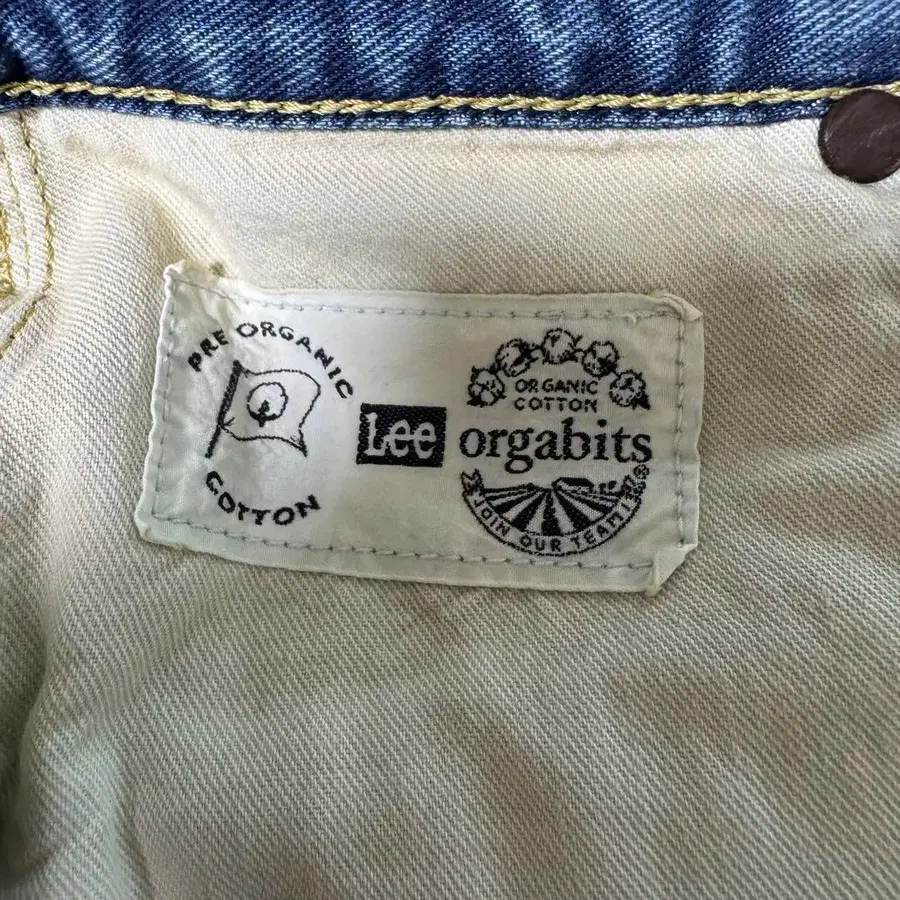 PRE ORGANIC
COTTON
Lee
ORGANIC
COTTON
orgabits
®
JOIN OUR TEAM!